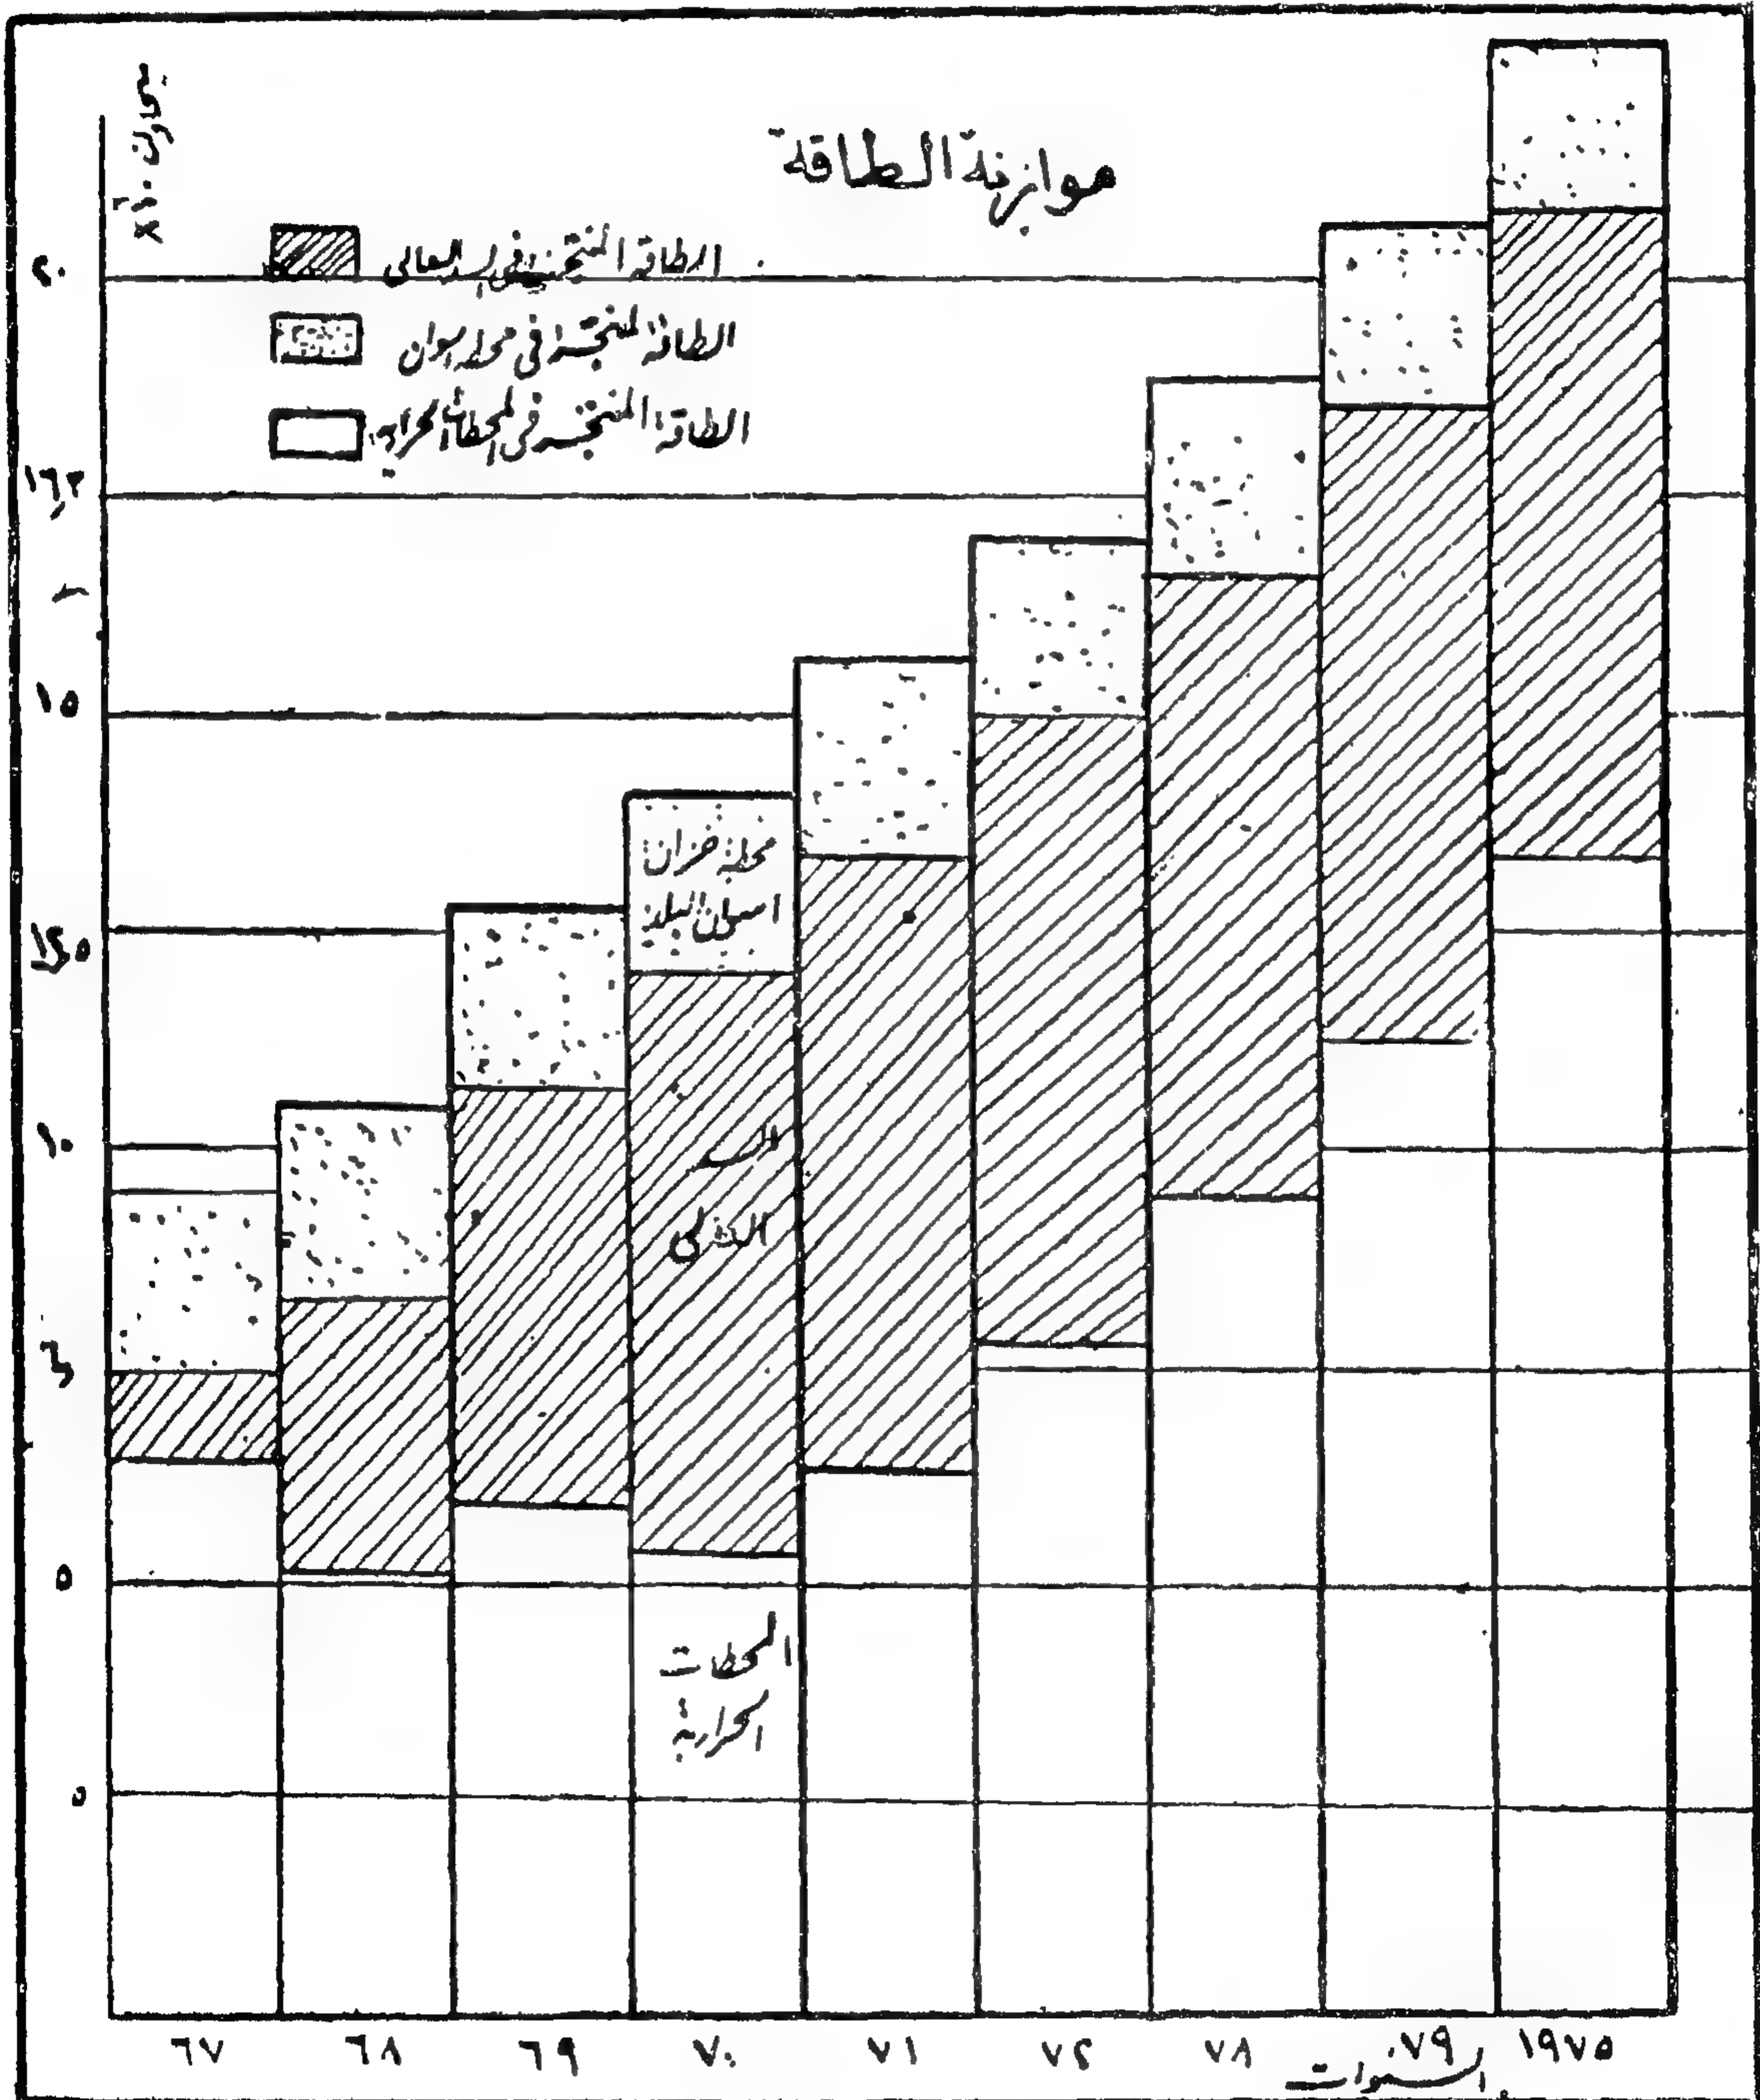 موازنة الطاقة
الطاقة المنتجة في السد العالي
الطاقة المنتجة في محطة اسوان
الطاقة المنتجة في المحطات الحرارية
٢٠
١٥
١٠
٥
٥
محطة خزان
اسوان
السد
المحطات
الحرارية
٦٧ ٦٨ ٦٩ ٧٠ ٧١ ٧٢ ٧٨ ٧٩ ١٩٧٥
السنوات